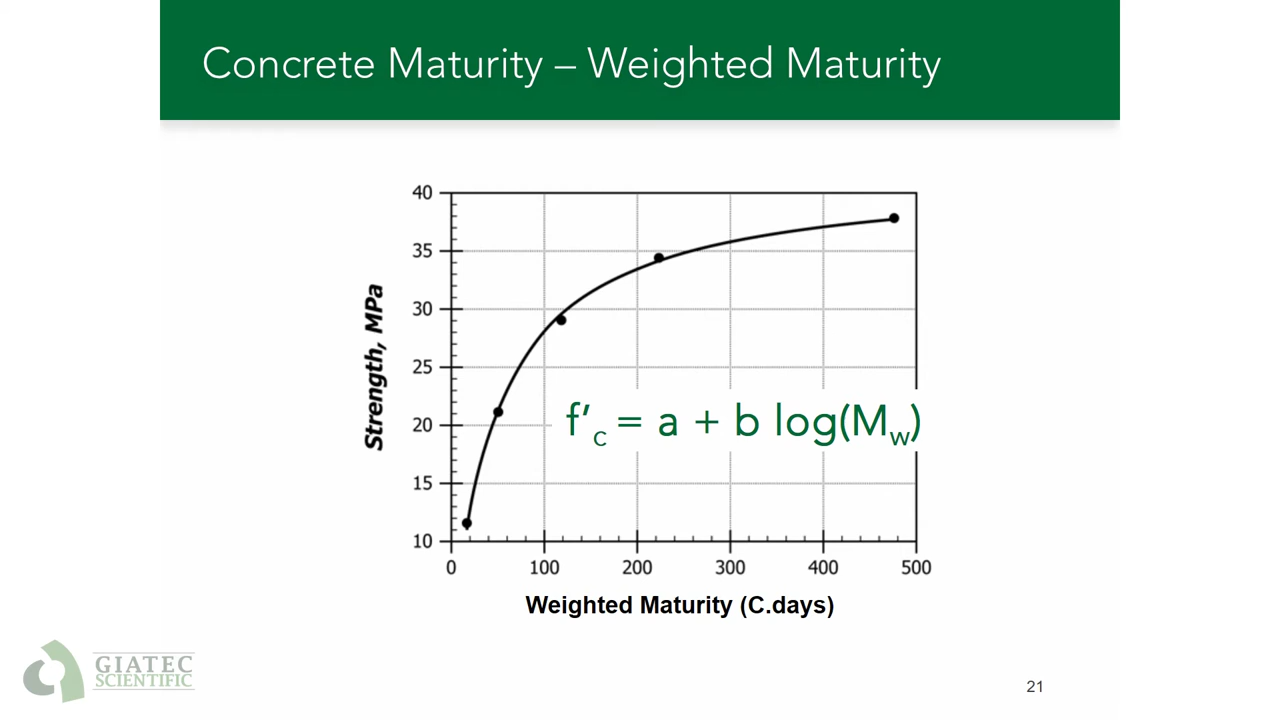 Concrete Maturity – Weighted Maturity
40
35
30
25
20
15
10
Strength, MPa
f’c = a + b log(Mw)
0 100 200 300 400 500
Weighted Maturity (C.days)
GIATEC
SCIENTIFIC
21